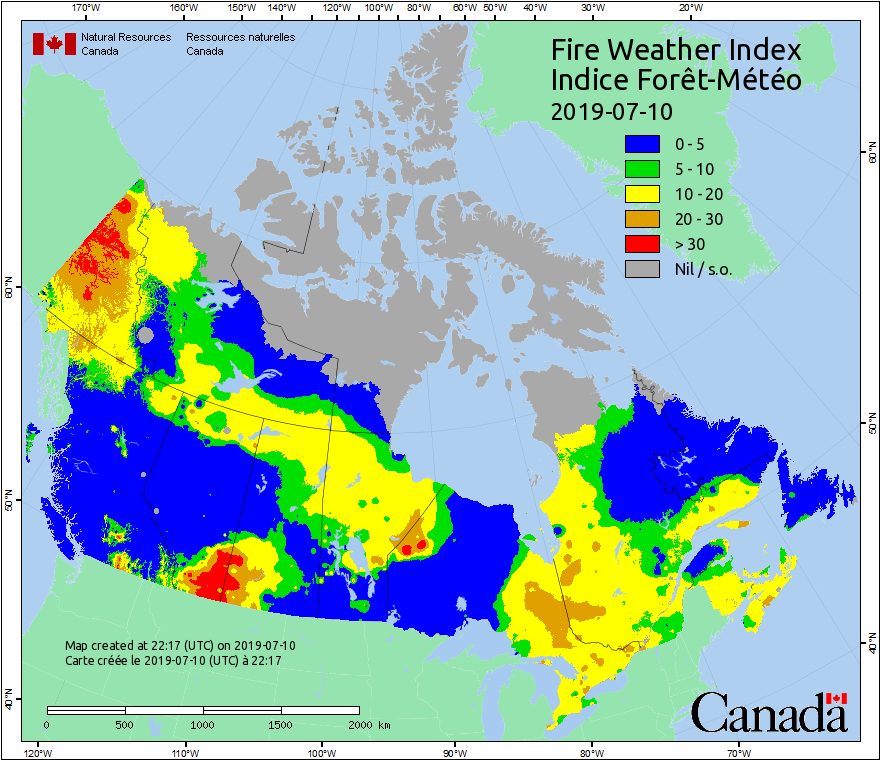 170°W 160°W 150°W 140°W 130°W 120°W 110°W 100°W 90°W 80°W 70°W 60°W 50°W 40°W 30°W 20°W
Natural Resources Ressources naturelles
Canada Canada
Fire Weather Index
Indice Forêt-Météo
2019-07-10
0 - 5
5 - 10
10 - 20
20 - 30
> 30
Nil / s.o.
60°N
60°N
50°N
50°N
40°N
40°N
Map created at 22:17 (UTC) on 2019-07-10
Carte créée le 2019-07-10 (UTC) à 22:17
0 500 1000 1500 2000 km
Canada
120°W 110°W 100°W 90°W 80°W 70°W